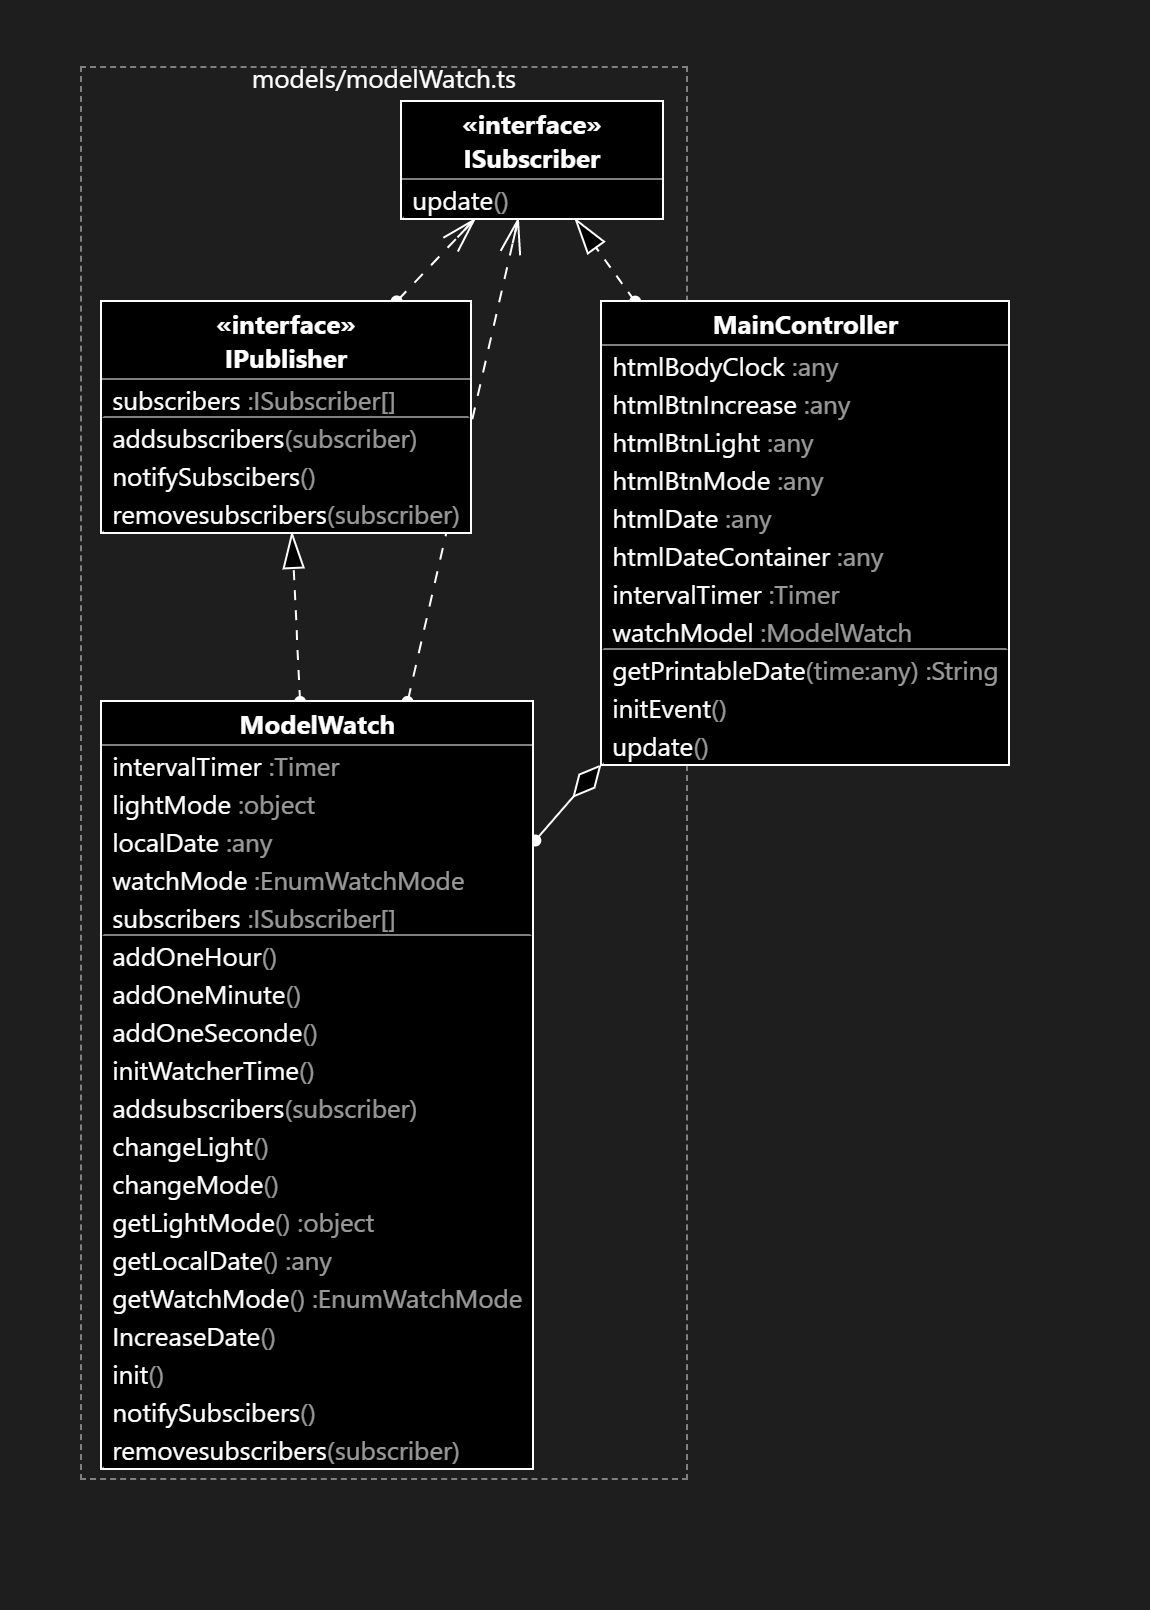 models/modelWatch.ts
«interface»
ISubscriber
update()
«interface»
IPublisher
subscribers :ISubscriber[]
addsubscribers(subscriber)
notifySubscibers()
removesubscribers(subscriber)
MainController
htmlBodyClock :any
htmlBtnIncrease :any
htmlBtnLight :any
htmlBtnMode :any
htmlDate :any
htmlDateContainer :any
intervalTimer :Timer
watchModel :ModelWatch
getPrintableDate(time:any) :String
initEvent()
update()
ModelWatch
intervalTimer :Timer
lightMode :object
localDate :any
watchMode :EnumWatchMode
subscribers :ISubscriber[]
addOneHour()
addOneMinute()
addOneSeconde()
initWatcherTime()
addsubscribers(subscriber)
changeLight()
changeMode()
getLightMode() :object
getLocalDate() :any
getWatchMode() :EnumWatchMode
IncreaseDate()
init()
notifySubscibers()
removesubscribers(subscriber)